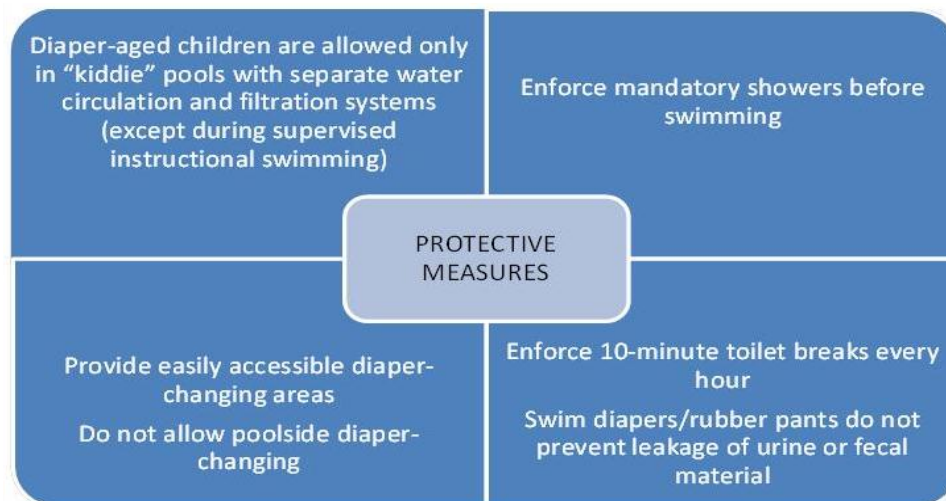 Diaper-aged children are allowed only
in “kiddie” pools with separate water
circulation and filtration systems
(except during supervised
instructional swimming)
Enforce mandatory showers before
swimming
PROTECTIVE
MEASURES
Provide easily accessible diaper-
changing areas
Do not allow poolside diaper-
changing
Enforce 10-minute toilet breaks every
hour
Swim diapers/rubber pants do not
prevent leakage of urine or fecal
material